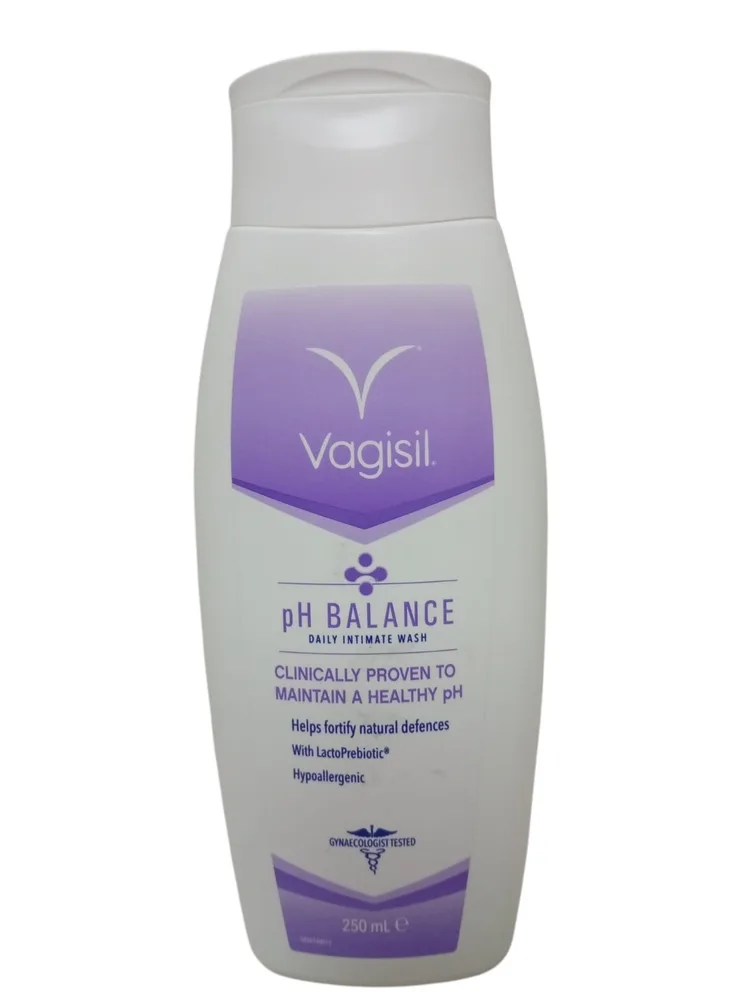 Vagisil®
pH BALANCE
DAILY INTIMATE WASH
CLINICALLY PROVEN TO
MAINTAIN A HEALTHY pH
Helps fortify natural defences
With LactoPrebiotic®
Hypoallergenic
GYNAECOLOGIST TESTED
250 mL ℮